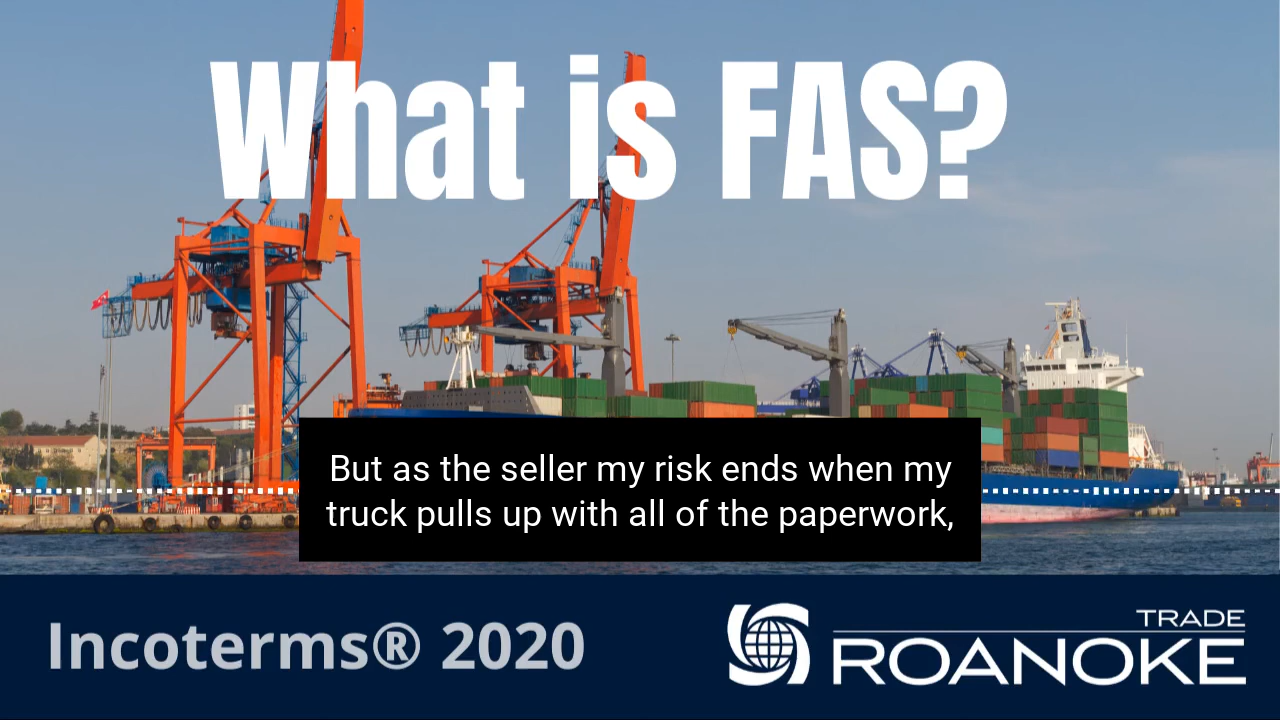 What is FAS?
But as the seller my risk ends when my
truck pulls up with all of the paperwork,
Incoterms® 2020
TRADE
ROANOKE